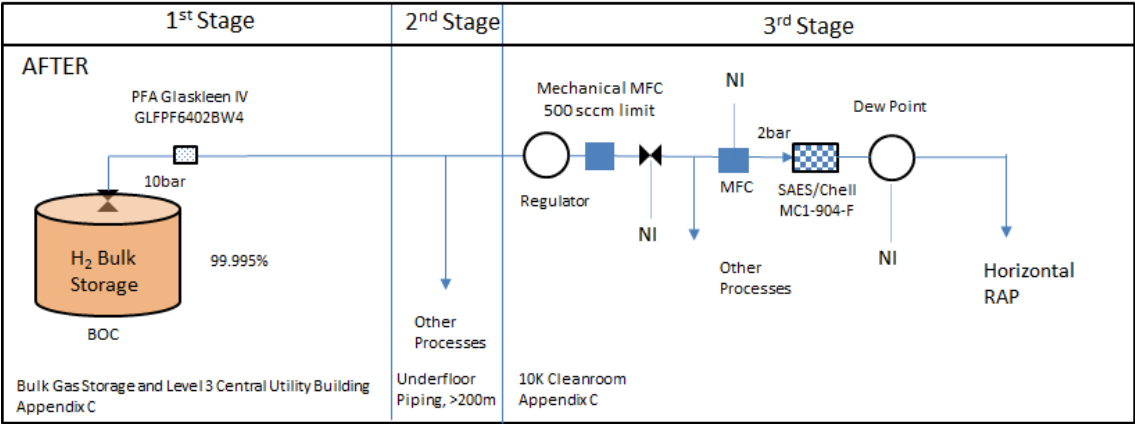 1st Stage
2nd Stage
3rd Stage
AFTER
PFA Glaskleen IV
GLFPF6402BW4
10bar
H2 Bulk
Storage
99.995%
BOC
Bulk Gas Storage and Level 3 Central Utility Building
Appendix C
Other
Processes
Underfloor
Piping, >200m
Mechanical MFC
500 sccm limit
Regulator
NI
NI
MFC
2bar
Other
Processes
SAES/Chell
MC1-904-F
Dew Point
NI
Horizontal
RAP
10K Cleanroom
Appendix C